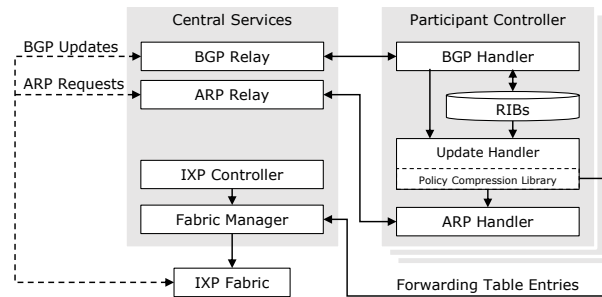 Central Services
Participant Controller
BGP Updates
BGP Relay
BGP Handler
ARP Requests
ARP Relay
RIBs
Update Handler
IXP Controller
Policy Compression Library
Fabric Manager
ARP Handler
IXP Fabric
Forwarding Table Entries